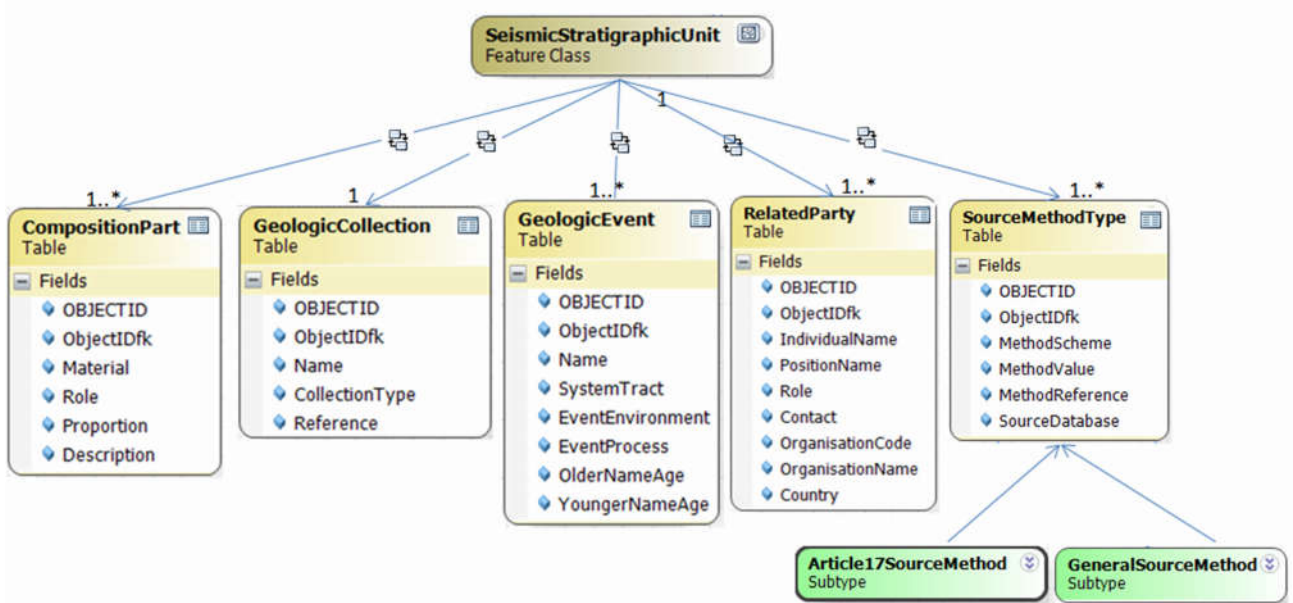 SeismicStratigraphicUnit
Feature Class
1
1..*
1
1..*
1..*
1..*
CompositionPart
Table
Fields
OBJECTID
ObjectIDfk
Material
Role
Proportion
Description
GeologicCollection
Table
Fields
OBJECTID
ObjectIDfk
Name
CollectionType
Reference
GeologicEvent
Table
Fields
OBJECTID
ObjectIDfk
Name
SystemTract
EventEnvironment
EventProcess
OlderNameAge
YoungerNameAge
RelatedParty
Table
Fields
OBJECTID
ObjectIDfk
IndividualName
PositionName
Role
Contact
OrganisationCode
OrganisationName
Country
SourceMethodType
Table
Fields
OBJECTID
ObjectIDfk
MethodScheme
MethodValue
MethodReference
SourceDatabase
Article17SourceMethod
Subtype
GeneralSourceMethod
Subtype